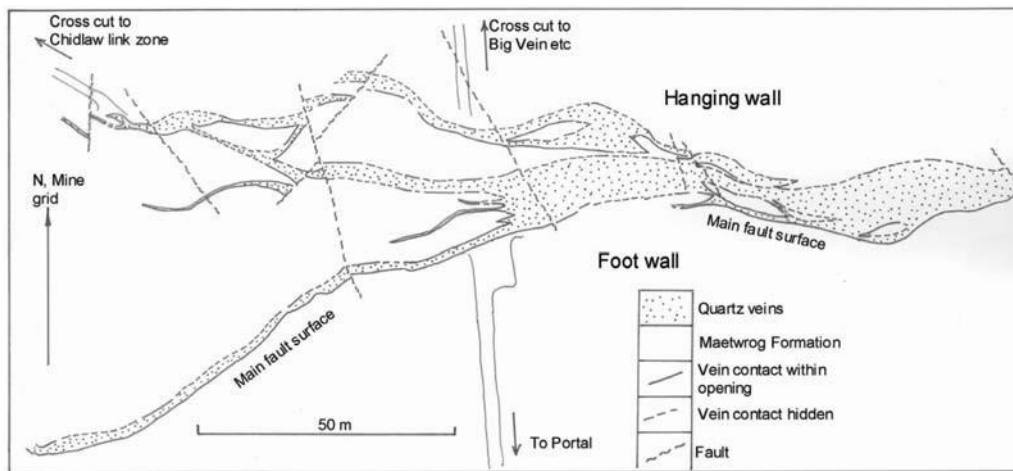 Cross cut to
Chidlaw link zone
Cross cut to
Big Vein etc
Hanging wall
N, Mine
grid
Main fault surface
Foot wall
Main fault surface
Quartz veins
Maetwrog Formation
Vein contact within
opening
Vein contact hidden
Fault
50 m
To Portal